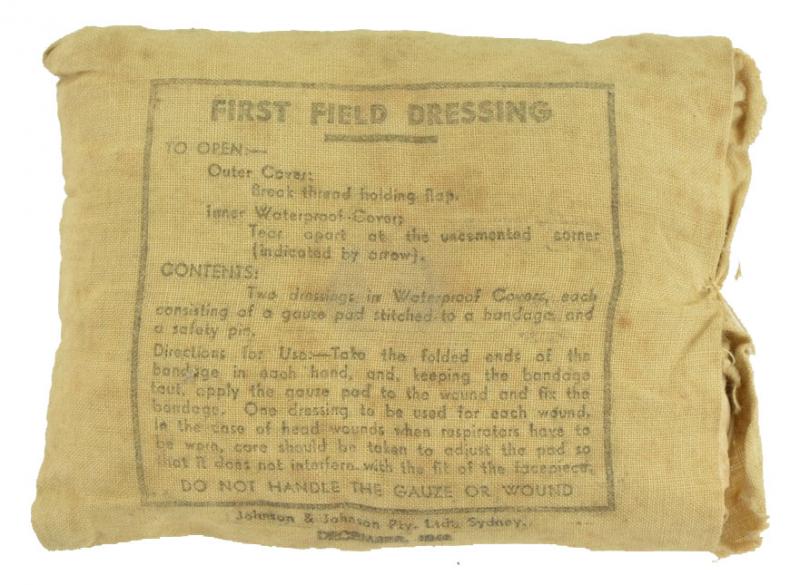 FIRST FIELD DRESSING
TO OPEN:—
Outer Cover:
Break thread holding flap.
Inner Waterproof Cover:
Tear apart at the uncemented corner
(indicated by arrow).
CONTENTS:
Two dressings in Waterproof Covers, each
consisting of a gauze pad stitched to a bandage, and
a safety pin.
Directions for Use:—Take the folded ends of the
bandage in each hand, and, keeping the bandage
taut, apply the gauze pad to the wound and fix the
bandage. One dressing to be used for each wound.
In the case of head wounds when respirators have to
be worn, care should be taken to adjust the pad so
that it does not interfere with the fit of the facepiece.
DO NOT HANDLE THE GAUZE OR WOUND
Johnson & Johnson Pty. Ltd. Sydney.
DECEMBER,